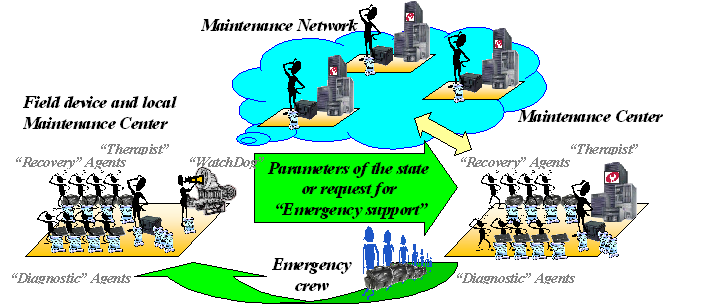 Maintenance Network
Field device and local
Maintenance Center
Maintenance Center
“Therapist”
“Recovery” Agents
“WatchDog”
Parameters of the state
or request for
“Emergency support”
“Therapist”
“Recovery” Agents
“Diagnostic” Agents
Emergency
crew
“Diagnostic” Agents